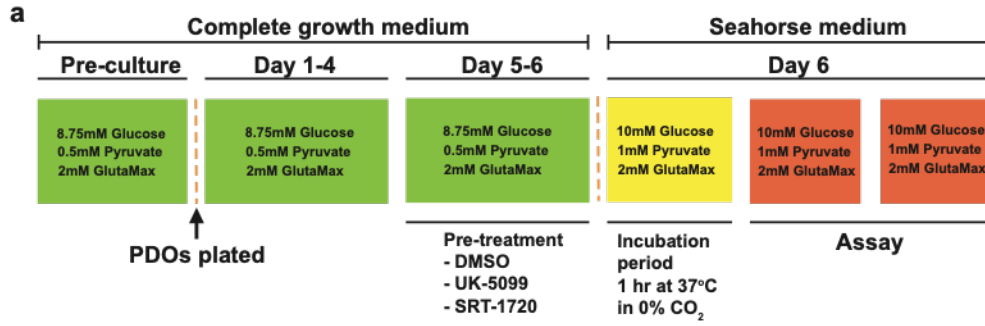 a
Complete growth medium
Seahorse medium
Pre-culture
Day 1-4
Day 5-6
Day 6
8.75mM Glucose
0.5mM Pyruvate
2mM GlutaMax
8.75mM Glucose
0.5mM Pyruvate
2mM GlutaMax
8.75mM Glucose
0.5mM Pyruvate
2mM GlutaMax
10mM Glucose
1mM Pyruvate
2mM GlutaMax
10mM Glucose
1mM Pyruvate
2mM GlutaMax
10mM Glucose
1mM Pyruvate
2mM GlutaMax
PDOs plated
Pre-treatment
- DMSO
- UK-5099
- SRT-1720
Incubation
period
1 hr at 37°C
in 0% CO₂
Assay